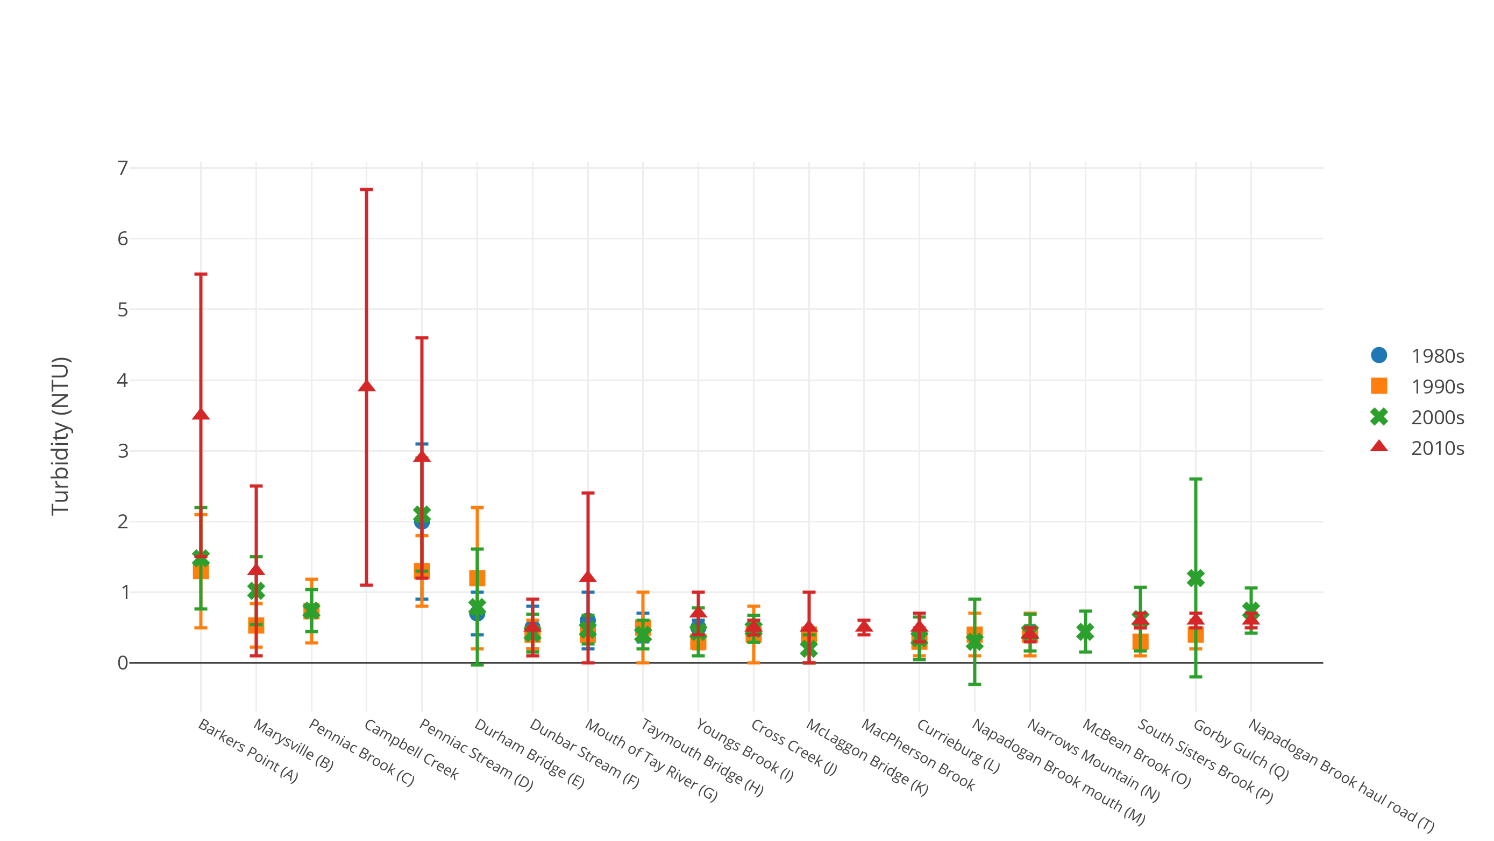 7
6
5
4
3
2
1
0
Turbidity (NTU)
1980s
1990s
2000s
2010s
Barkers Point (A)
Marysville (B)
Penniac Brook (C)
Campbell Creek
Penniac Stream (D)
Durham Bridge (E)
Dunbar Stream (F)
Mouth of Tay River (G)
Taymouth Bridge (H)
Youngs Brook (I)
Cross Creek (J)
McLaggon Bridge (K)
MacPherson Brook
Currieburg (L)
Napadogan Brook mouth (M)
Narrows Mountain (N)
McBean Brook (O)
South Sisters Brook (P)
Gorby Gulch (Q)
Napadogan Brook haul road (T)